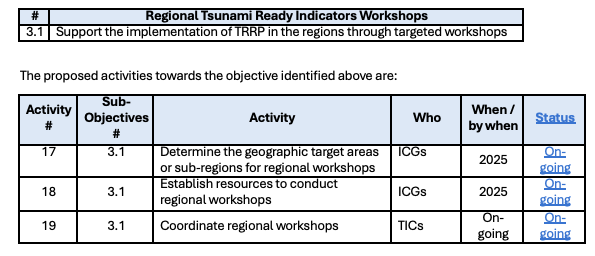 # Regional Tsunami Ready Indicators Workshops
3.1 Support the implementation of TRRP in the regions through targeted workshops
The proposed activities towards the objective identified above are:
Activity # Sub-Objectives # Activity Who When / by when Status
17 3.1 Determine the geographic target areas or sub-regions for regional workshops ICGs 2025 On-going
18 3.1 Establish resources to conduct regional workshops ICGs 2025 On-going
19 3.1 Coordinate regional workshops TICs On-going On-going